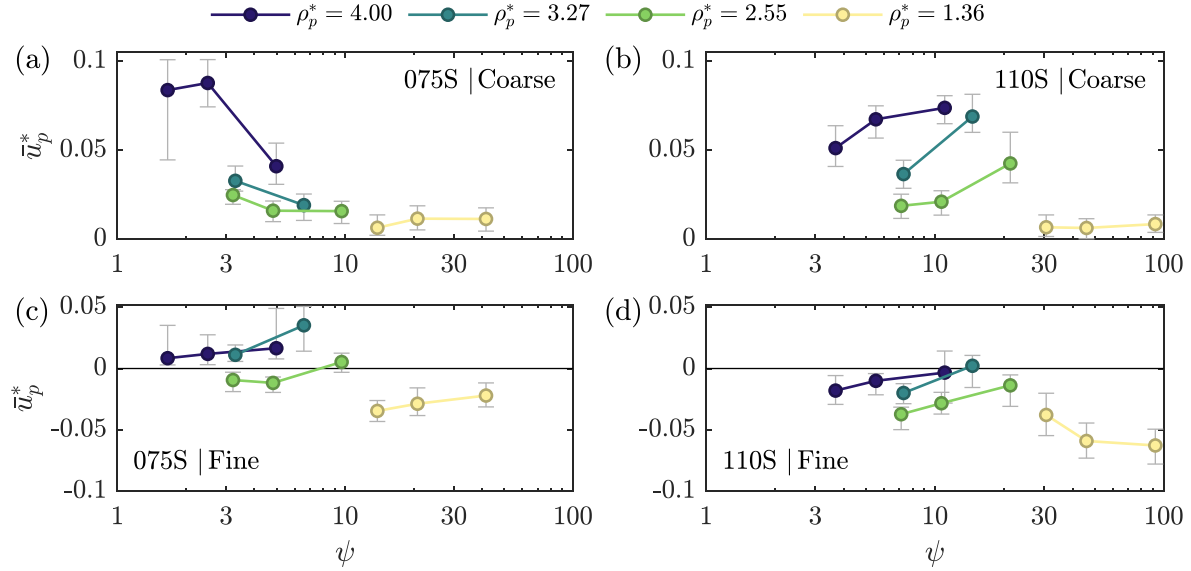 ρ*p = 4.00 ρ*p = 3.27 ρ*p = 2.55 ρ*p = 1.36
(a) 075S | Coarse
0.1
0.05
0
ū*p
1 3 10 30 100
(b) 110S | Coarse
0.1
0.05
0
1 3 10 30 100
(c) 075S | Fine
0.05
0
-0.05
-0.1
ū*p
1 3 10 30 100
ψ
(d) 110S | Fine
0.05
0
-0.05
-0.1
1 3 10 30 100
ψ